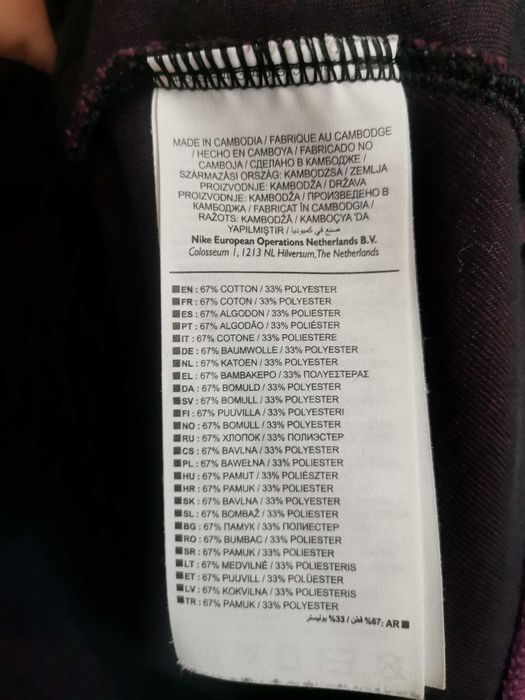 MADE IN CAMBODIA / FABRIQUE AU CAMBODGE
/ HECHO EN CAMBOYA / FABRICADO NO
CAMBOJA / СДЕЛАНО В КАМБОДЖЕ /
SZÁRMAZÁSI ORSZÁG: KAMBODZSA / ZEMLJA
PROIZVODNJE: KAMBODŽA / DRŽAVA
PROIZVODNJE: KAMBODŽA / ПРОИЗВЕДЕНО В
КАМБОДЖА / FABRICAT ÎN CAMBODGIA /
RAŽOTS: KAMBODŽĀ / KAMBOÇYA 'DA
YAPILMIŞTIR / صنع في كمبوديا
Nike European Operations Netherlands B.V.
Colosseum 1, 1213 NL Hilversum, The Netherlands
EN : 67% COTTON / 33% POLYESTER
FR : 67% COTON / 33% POLYESTER
ES : 67% ALGODON / 33% POLIESTER
PT : 67% ALGODÃO / 33% POLIÉSTER
IT : 67% COTONE / 33% POLIESTERE
DE : 67% BAUMWOLLE / 33% POLYESTER
NL : 67% KATOEN / 33% POLYESTER
EL : 67% ΒΑΜΒΑΚΕΡΟ / 33% ΠΟΛΥΕΣΤΕΡΑΣ
DA : 67% BOMULD / 33% POLYESTER
SV : 67% BOMULL / 33% POLYESTER
FI : 67% PUUVILLA / 33% POLYESTERI
NO : 67% BOMULL / 33% POLYESTER
RU : 67% ХЛОПОК / 33% ПОЛИЭСТЕР
CS : 67% BAVLNA / 33% POLYESTER
PL : 67% BAWEŁNA / 33% POLIESTER
HU : 67% PAMUT / 33% POLIÉSZTER
HR : 67% PAMUK / 33% POLIESTER
SK : 67% BAVLNA / 33% POLYESTER
SL : 67% BOMBAŽ / 33% POLIESTER
BG : 67% ПАМУК / 33% ПОЛИЕСТЕР
RO : 67% BUMBAC / 33% POLIESTER
SR : 67% PAMUK / 33% POLIESTER
LT : 67% MEDVILNĖ / 33% POLIESTERIS
ET : 67% PUUVILL / 33% POLÜESTER
LV : 67% KOKVILNA / 33% POLIESTERIS
TR : 67% PAMUK / 33% POLYESTER
AR :67% قطن / 33% بوليستر